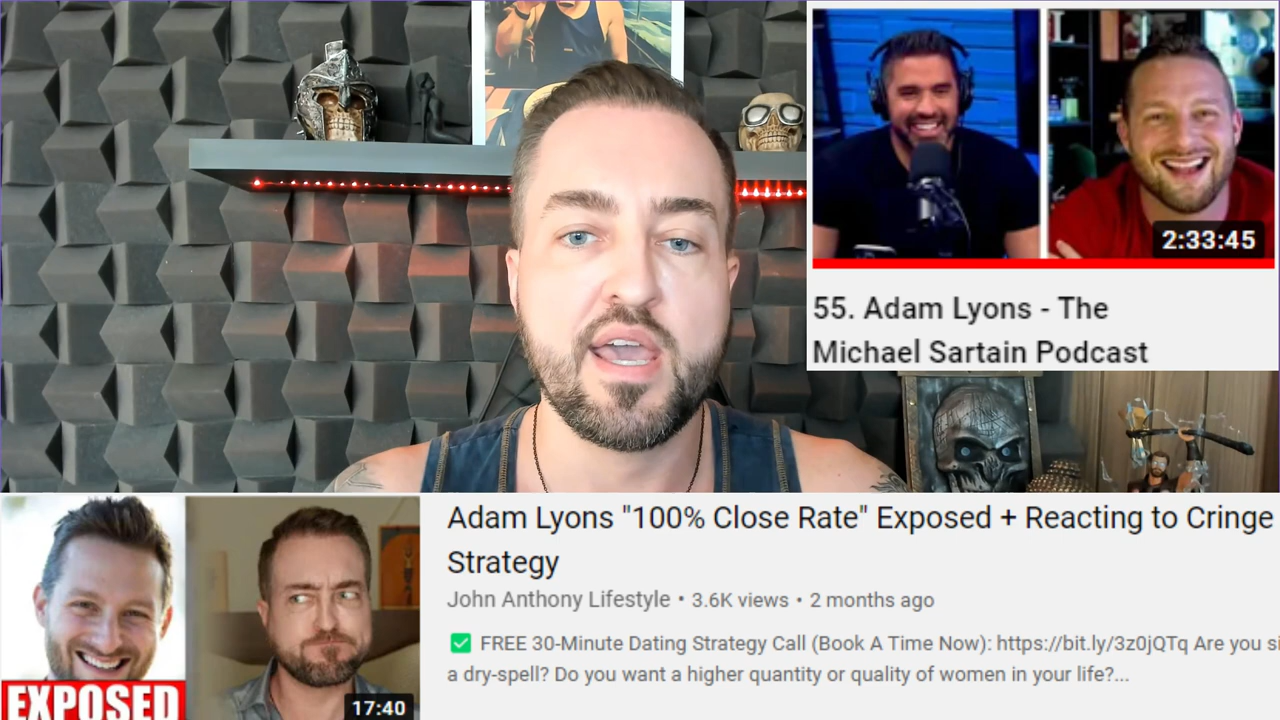 2:33:45
55. Adam Lyons - The
Michael Sartain Podcast
Adam Lyons "100% Close Rate" Exposed + Reacting to Cringe
Strategy
John Anthony Lifestyle • 3.6K views • 2 months ago
✅ FREE 30-Minute Dating Strategy Call (Book A Time Now): https://bit.ly/3z0jQTq Are you si
a dry-spell? Do you want a higher quantity or quality of women in your life?...
EXPOSED
17:40